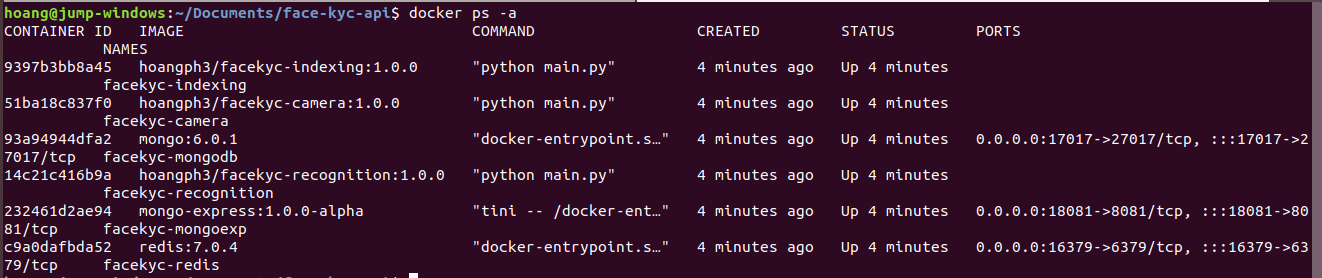 hoang@jump-windows:~/Documents/face-kyc-api$ docker ps -a
CONTAINER ID   IMAGE                                COMMAND                  CREATED         STATUS         PORTS
           NAMES
9397b3bb8a45   hoangph3/facekyc-indexing:1.0.0      "python main.py"         4 minutes ago   Up 4 minutes
           facekyc-indexing
51ba18c837f0   hoangph3/facekyc-camera:1.0.0        "python main.py"         4 minutes ago   Up 4 minutes
           facekyc-camera
93a94944dfa2   mongo:6.0.1                          "docker-entrypoint.s…"   4 minutes ago   Up 4 minutes   0.0.0.0:17017->27017/tcp, :::17017->2
7017/tcp   facekyc-mongodb
14c21c416b9a   hoangph3/facekyc-recognition:1.0.0   "python main.py"         4 minutes ago   Up 4 minutes
           facekyc-recognition
232461d2ae94   mongo-express:1.0.0-alpha            "tini -- /docker-ent…"   4 minutes ago   Up 4 minutes   0.0.0.0:18081->8081/tcp, :::18081->80
81/tcp     facekyc-mongoexp
c9a0dafbda52   redis:7.0.4                          "docker-entrypoint.s…"   4 minutes ago   Up 4 minutes   0.0.0.0:16379->6379/tcp, :::16379->63
79/tcp     facekyc-redis